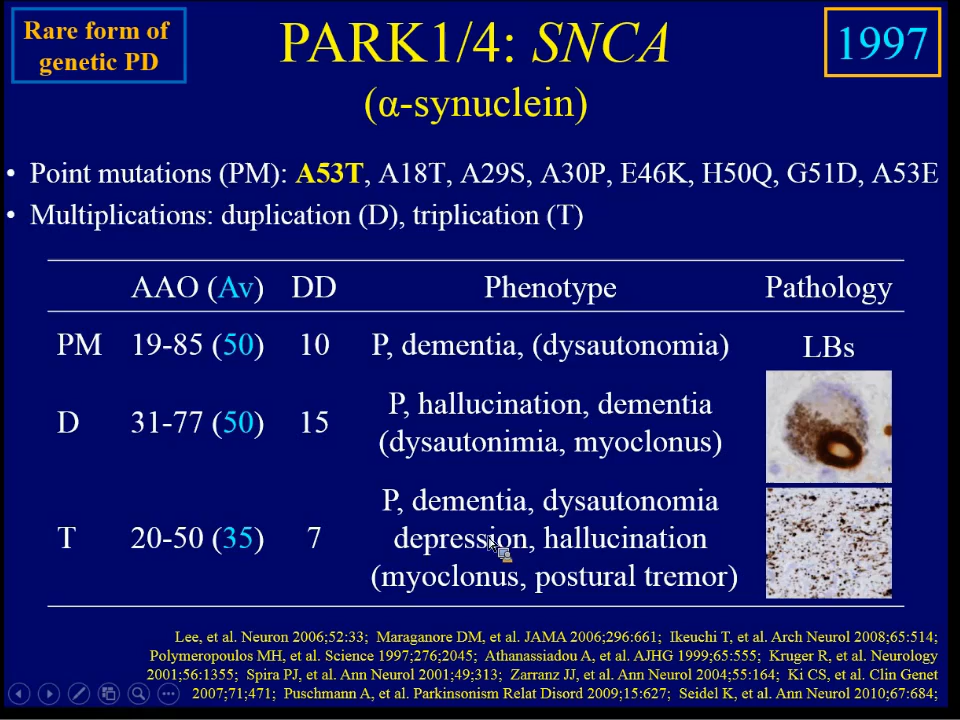 Rare form of
genetic PD
PARK1/4: SNCA
(α-synuclein)
1997
• Point mutations (PM): A53T, A18T, A29S, A30P, E46K, H50Q, G51D, A53E
• Multiplications: duplication (D), triplication (T)
AAO (Av) DD Phenotype Pathology
PM 19-85 (50) 10 P, dementia, (dysautonomia) LBs
D 31-77 (50) 15 P, hallucination, dementia
(dysautonimia, myoclonus)
T 20-50 (35) 7 P, dementia, dysautonomia
depression, hallucination
(myoclonus, postural tremor)
Lee, et al. Neuron 2006;52:33; Maraganore DM, et al. JAMA 2006;296:661; Ikeuchi T, et al. Arch Neurol 2008;65:514;
Polymeropoulos MH, et al. Science 1997;276;2045; Athanassiadou A, et al. AJHG 1999;65:555; Kruger R, et al. Neurology
2001;56:1355; Spira PJ, et al. Ann Neurol 2001;49;313; Zarranz JJ, et al. Ann Neurol 2004;55:164; Ki CS, et al. Clin Genet
2007;71;471; Puschmann A, et al. Parkinsonism Relat Disord 2009;15:627; Seidel K, et al. Ann Neurol 2010;67:684;